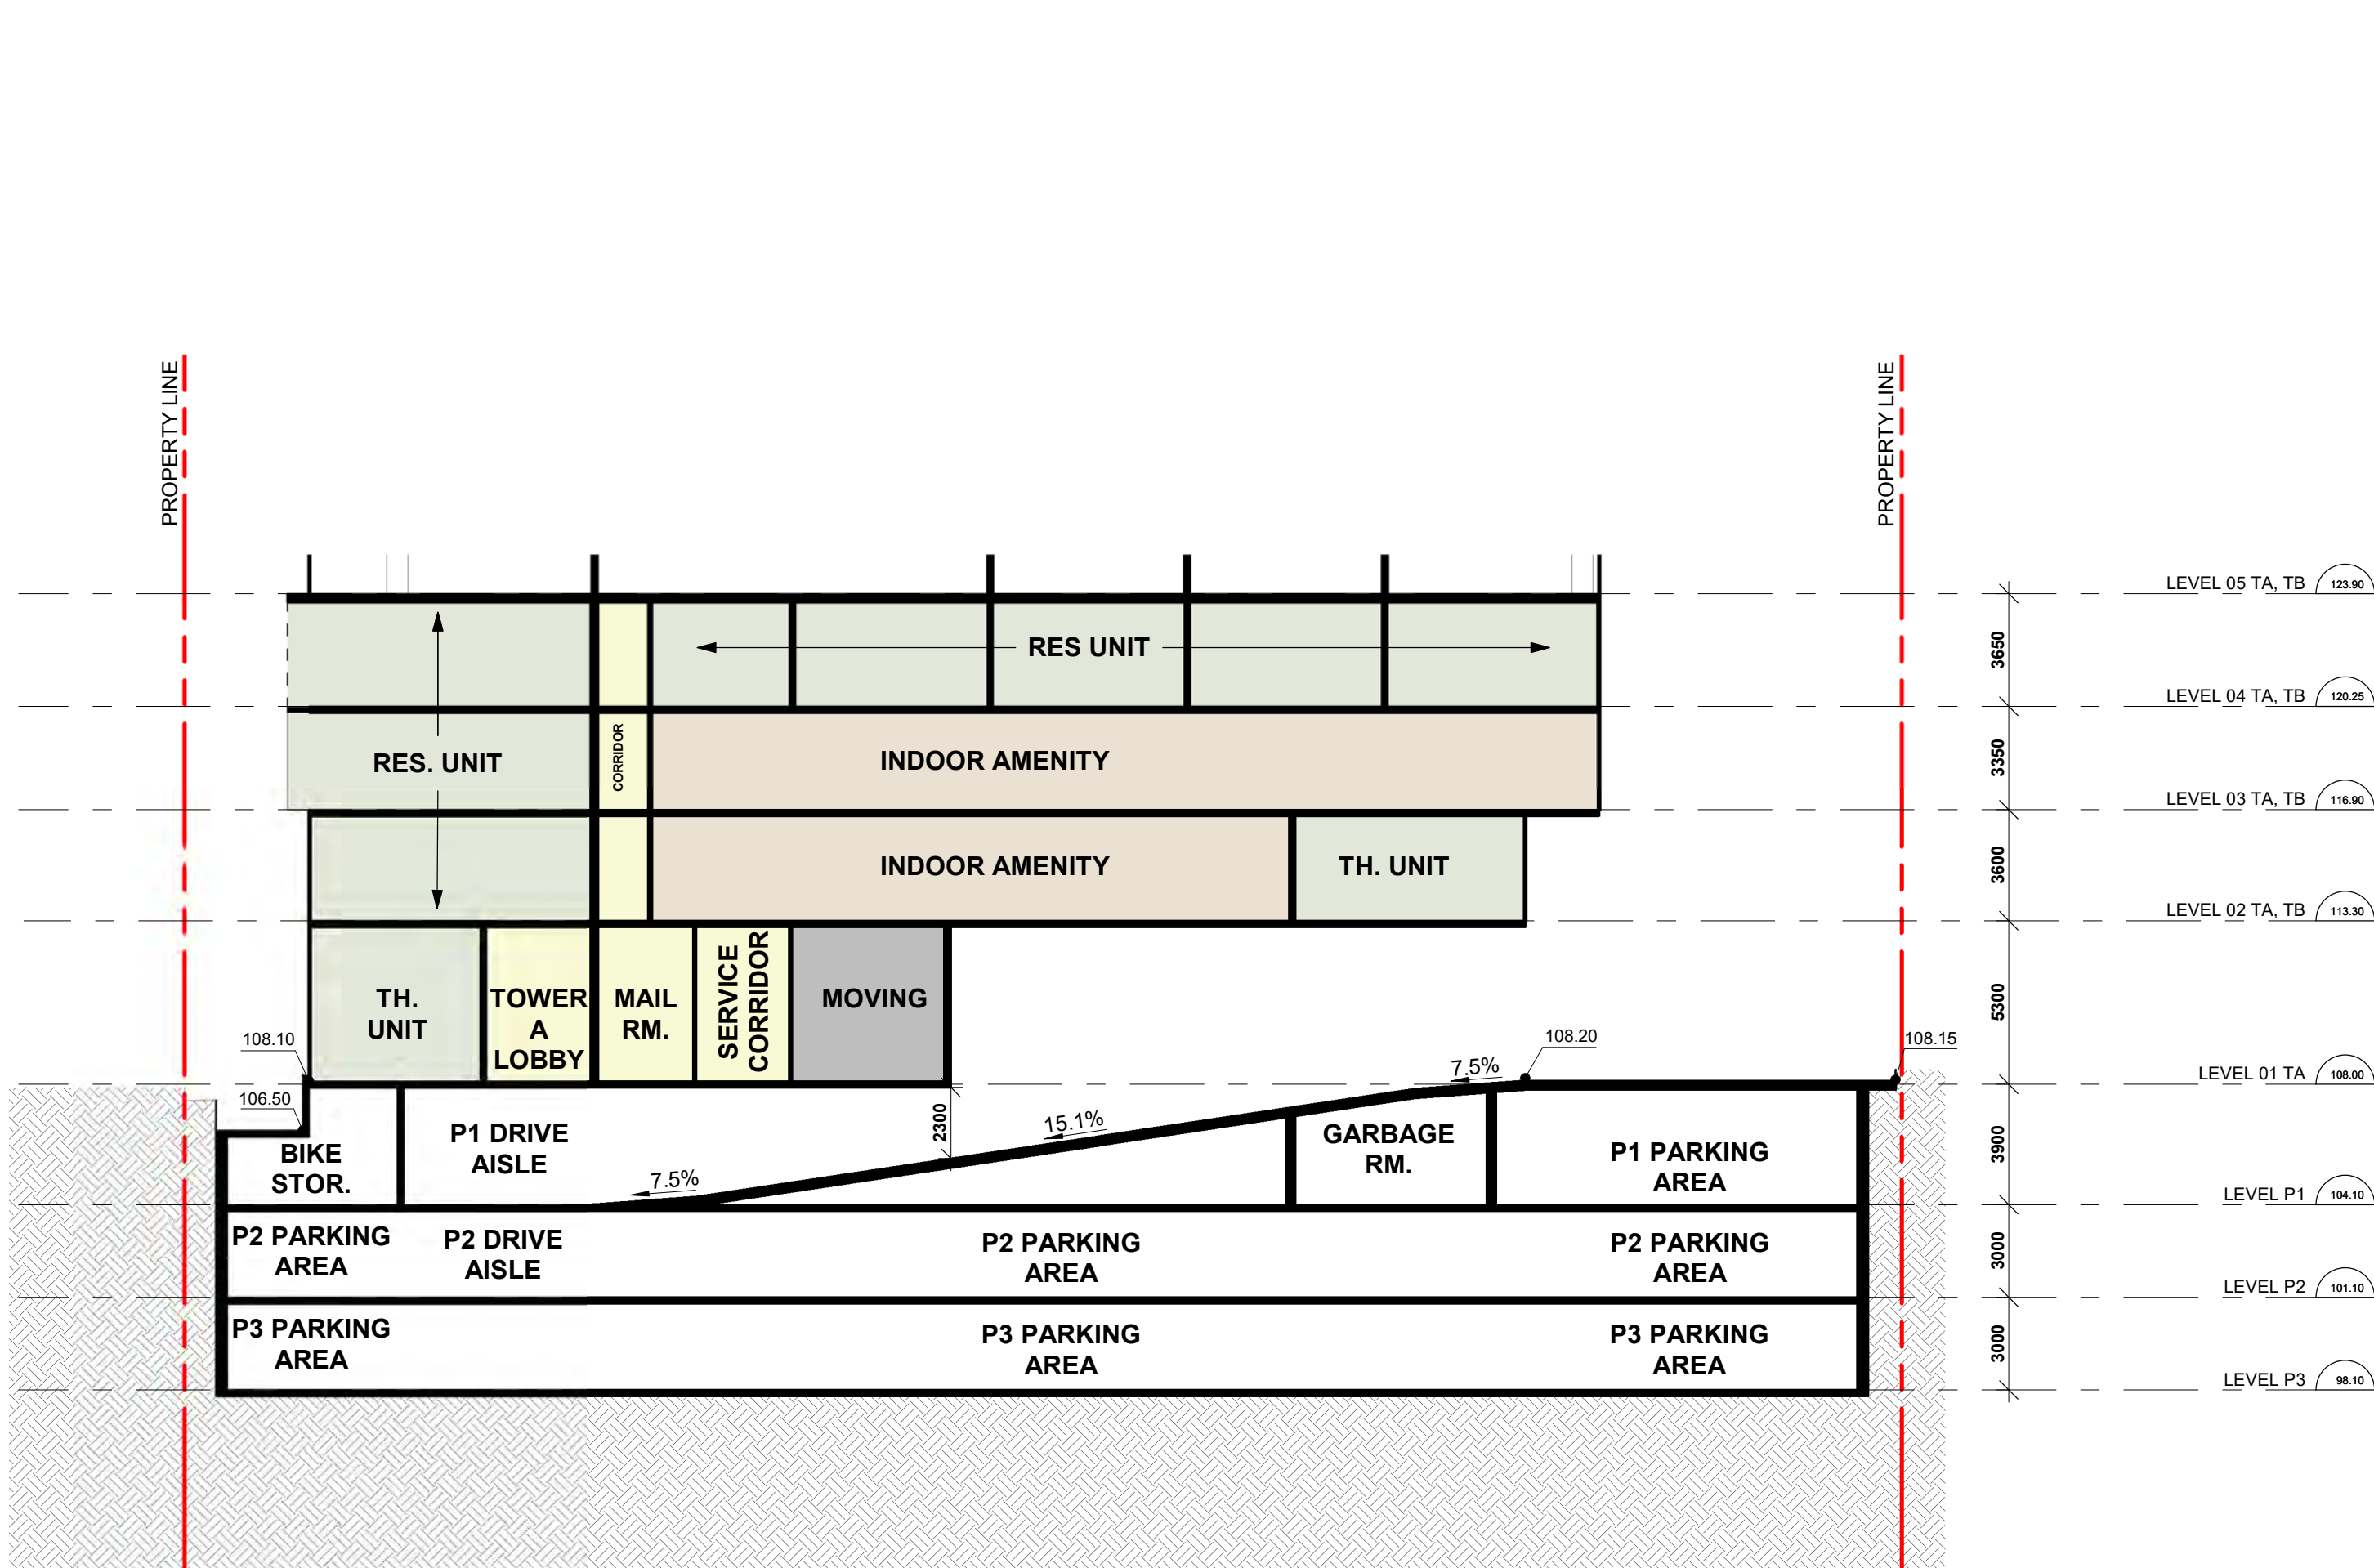 PROPERTY LINE
PROPERTY LINE
LEVEL 05 TA, TB 123.90
3650
RES UNIT
LEVEL 04 TA, TB 120.25
3350
CORRIDOR
RES. UNIT
INDOOR AMENITY
LEVEL 03 TA, TB 116.90
3600
INDOOR AMENITY
TH. UNIT
LEVEL 02 TA, TB 113.30
5300
TH.
UNIT
TOWER
A
LOBBY
MAIL
RM.
SERVICE
CORRIDOR
MOVING
108.10
108.20
108.15
7.5%
LEVEL 01 TA 108.00
106.50
3900
2300
15.1%
7.5%
BIKE
STOR.
P1 DRIVE
AISLE
GARBAGE
RM.
P1 PARKING
AREA
LEVEL P1 104.10
3000
P2 PARKING
AREA
P2 DRIVE
AISLE
P2 PARKING
AREA
P2 PARKING
AREA
LEVEL P2 101.10
3000
P3 PARKING
AREA
P3 PARKING
AREA
P3 PARKING
AREA
LEVEL P3 98.10